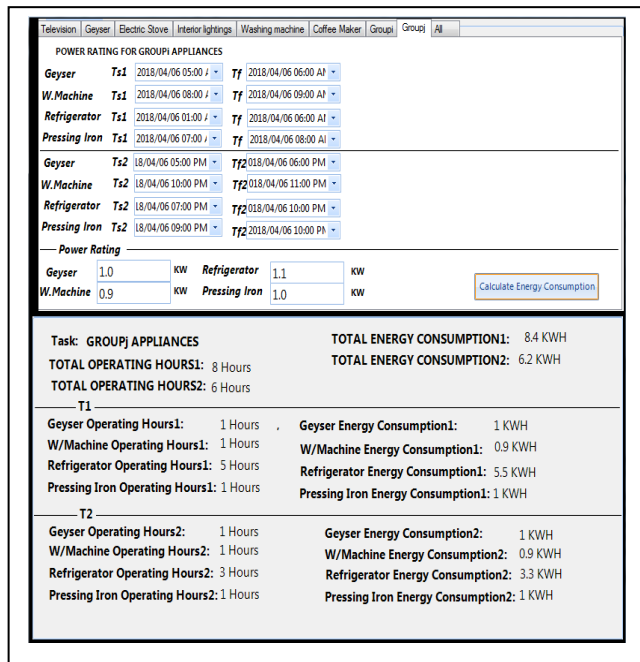 Television Geyser Electric Stove Interior lightings Washing machine Coffee Maker Groupi Groupj All
POWER RATING FOR GROUPi APPLIANCES
Geyser Ts1 2018/04/06 05:00 / Tf 2018/04/06 06:00 AM
W.Machine Ts1 2018/04/06 08:00 / Tf 2018/04/06 09:00 AM
Refrigerator Ts1 2018/04/06 01:00 / Tf 2018/04/06 06:00 AM
Pressing Iron Ts1 2018/04/06 07:00 / Tf 2018/04/06 08:00 AM
Geyser Ts2 18/04/06 05:00 PM Tf2 018/04/06 06:00 PM
W.Machine Ts2 18/04/06 10:00 PM Tf2 018/04/06 11:00 PM
Refrigerator Ts2 18/04/06 07:00 PM Tf2 018/04/06 10:00 PM
Pressing Iron Ts2 18/04/06 09:00 PM Tf2 2018/04/06 10:00 PM
Power Rating
Geyser 1.0 KW Refrigerator 1.1 KW
W.Machine 0.9 KW Pressing Iron 1.0 KW
Calculate Energy Consumption
Task: GROUPj APPLIANCES TOTAL ENERGY CONSUMPTION1: 8.4 KWH
TOTAL OPERATING HOURS1: 8 Hours TOTAL ENERGY CONSUMPTION2: 6.2 KWH
TOTAL OPERATING HOURS2: 6 Hours
T1
Geyser Operating Hours1: 1 Hours Geyser Energy Consumption1: 1 KWH
W/Machine Operating Hours1: 1 Hours W/Machine Energy Consumption1: 0.9 KWH
Refrigerator Operating Hours1: 5 Hours Refrigerator Energy Consumption1: 5.5 KWH
Pressing Iron Operating Hours1: 1 Hours Pressing Iron Energy Consumption1: 1 KWH
T2
Geyser Operating Hours2: 1 Hours Geyser Energy Consumption2: 1 KWH
W/Machine Operating Hours2: 1 Hours W/Machine Energy Consumption2: 0.9 KWH
Refrigerator Operating Hours2: 3 Hours Refrigerator Energy Consumption2: 3.3 KWH
Pressing Iron Operating Hours2: 1 Hours Pressing Iron Energy Consumption2: 1 KWH